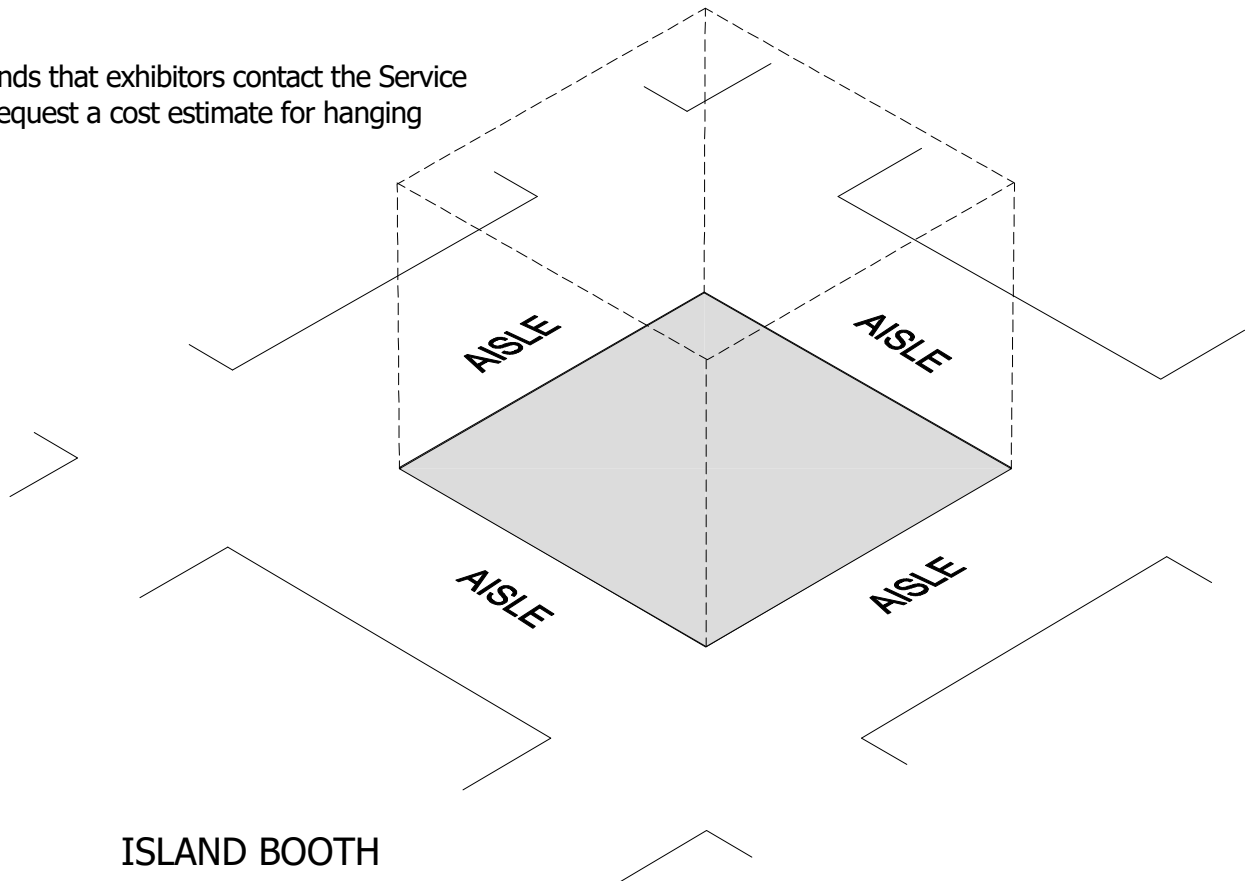 nds that exhibitors contact the Service
equest a cost estimate for hanging
AISLE
AISLE
AISLE
AISLE
ISLAND BOOTH